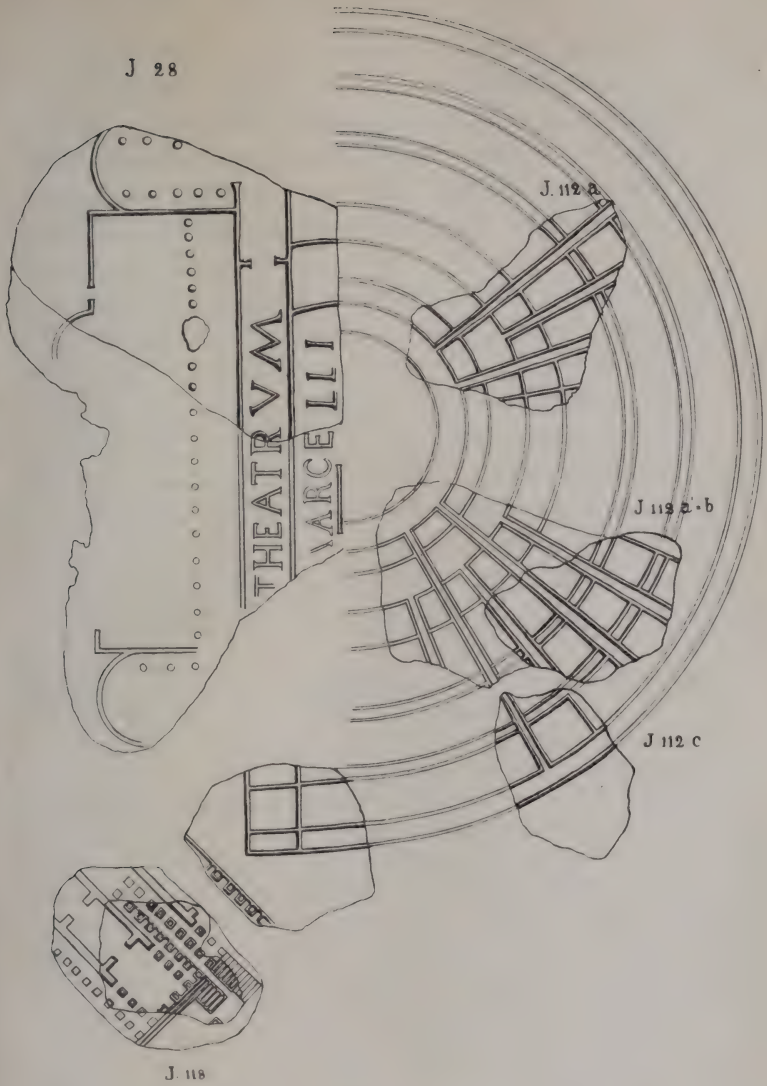 J 28
J. 112 a
THEATRVM
ARCELLI
J 112 a·b
J 112 c
J. 118